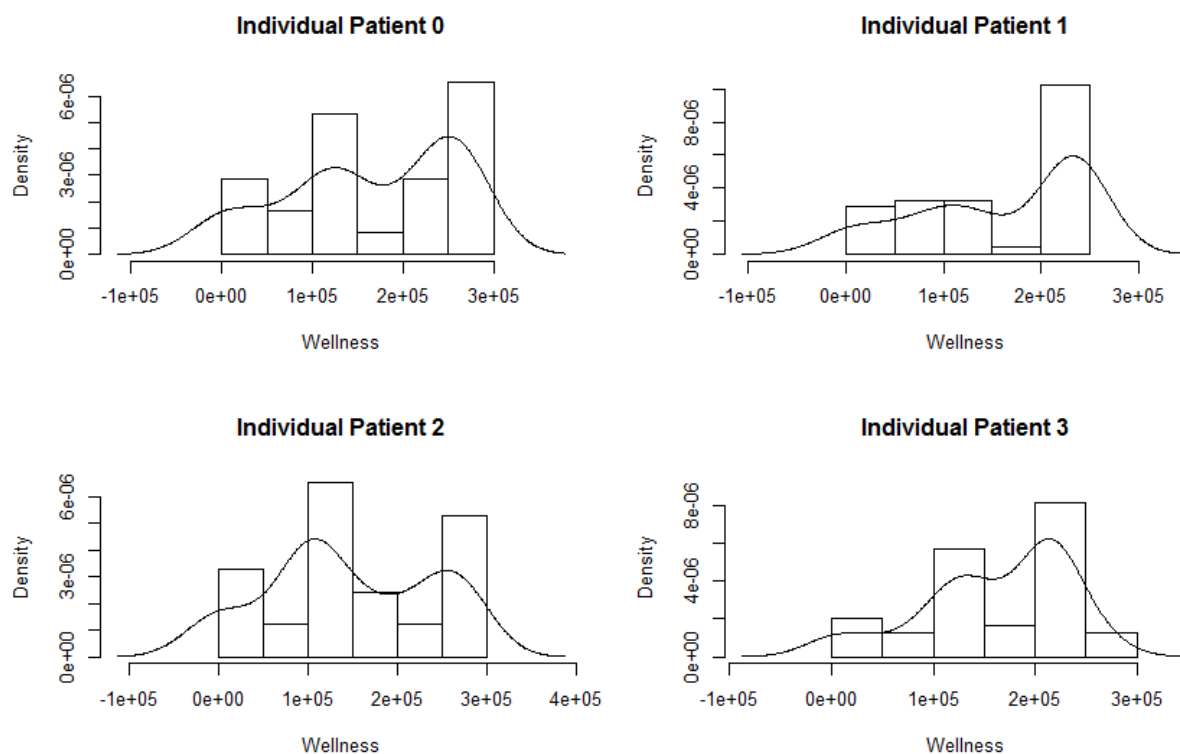 Individual Patient 0
Density
6e-06
3e-06
0e+00
-1e+05 0e+00 1e+05 2e+05 3e+05
Wellness
Individual Patient 1
Density
8e-06
4e-06
0e+00
-1e+05 0e+00 1e+05 2e+05 3e+05
Wellness
Individual Patient 2
Density
6e-06
3e-06
0e+00
-1e+05 0e+00 1e+05 2e+05 3e+05 4e+05
Wellness
Individual Patient 3
Density
8e-06
4e-06
0e+00
-1e+05 0e+00 1e+05 2e+05 3e+05
Wellness